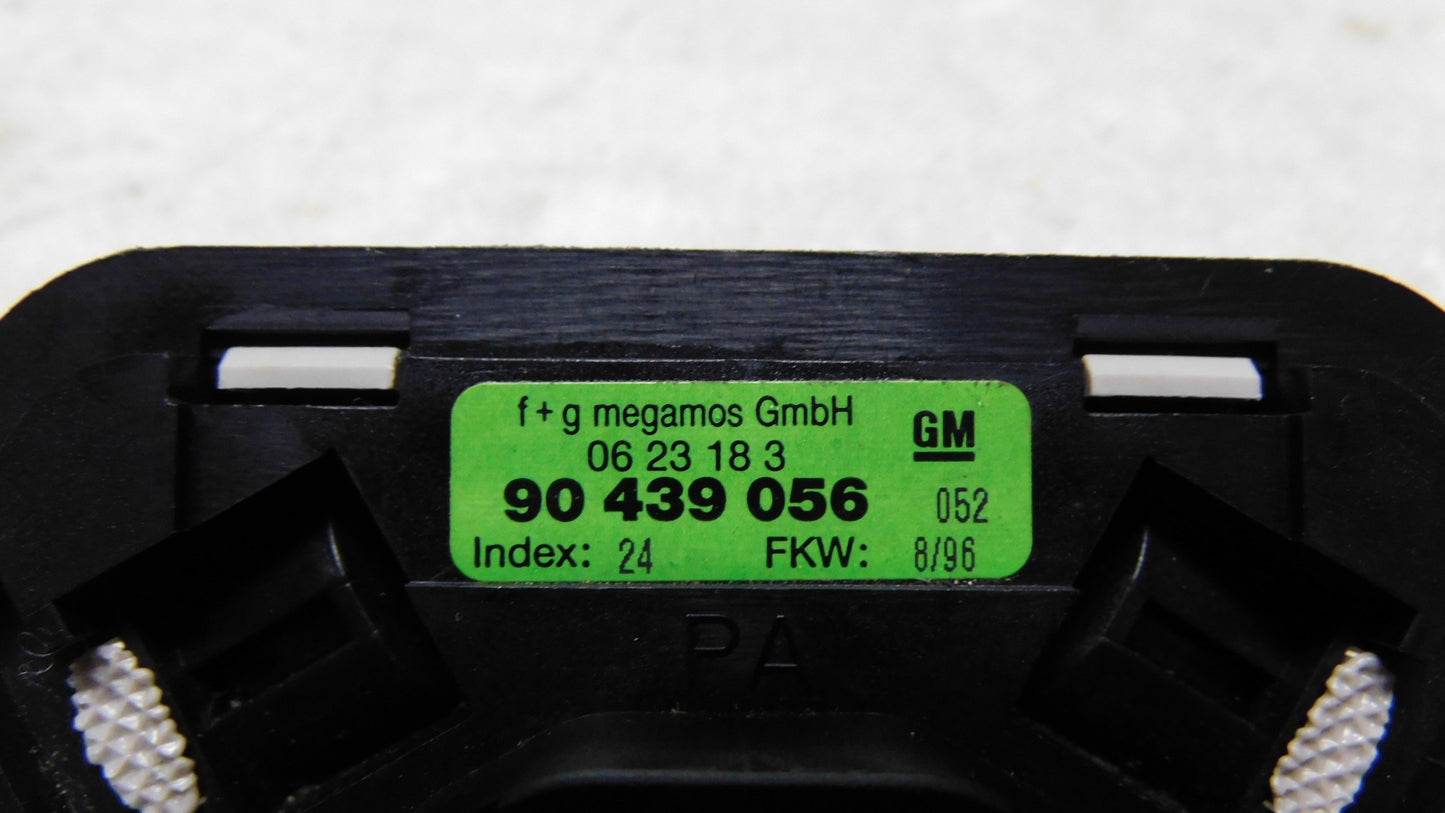 f + g megamos GmbH
GM
06 23 18 3
90 439 056
052
Index: 24 FKW: 8/96
PA